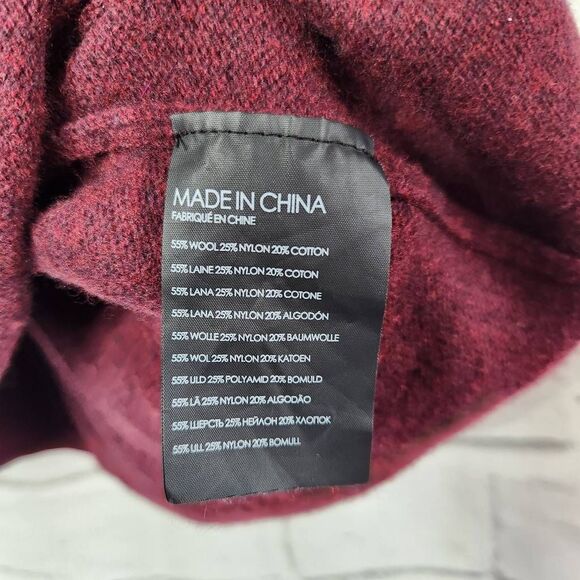 MADE IN CHINA
FABRIQUÉ EN CHINE
55% WOOL 25% NYLON 20% COTTON
55% LAINE 25% NYLON 20% COTON
55% LANA 25% NYLON 20% COTONE
55% LANA 25% NYLON 20% ALGODÓN
55% WOLLE 25% NYLON 20% BAUMWOLLE
55% WOL 25% NYLON 20% KATOEN
55% ULD 25% POLYAMID 20% BOMULD
55% LÃ 25% NYLON 20% ALGODÃO
55% ШЕРСТЬ 25% НЕЙЛОН 20% ХЛОПОК
55% ULL 25% NYLON 20% BOMULL